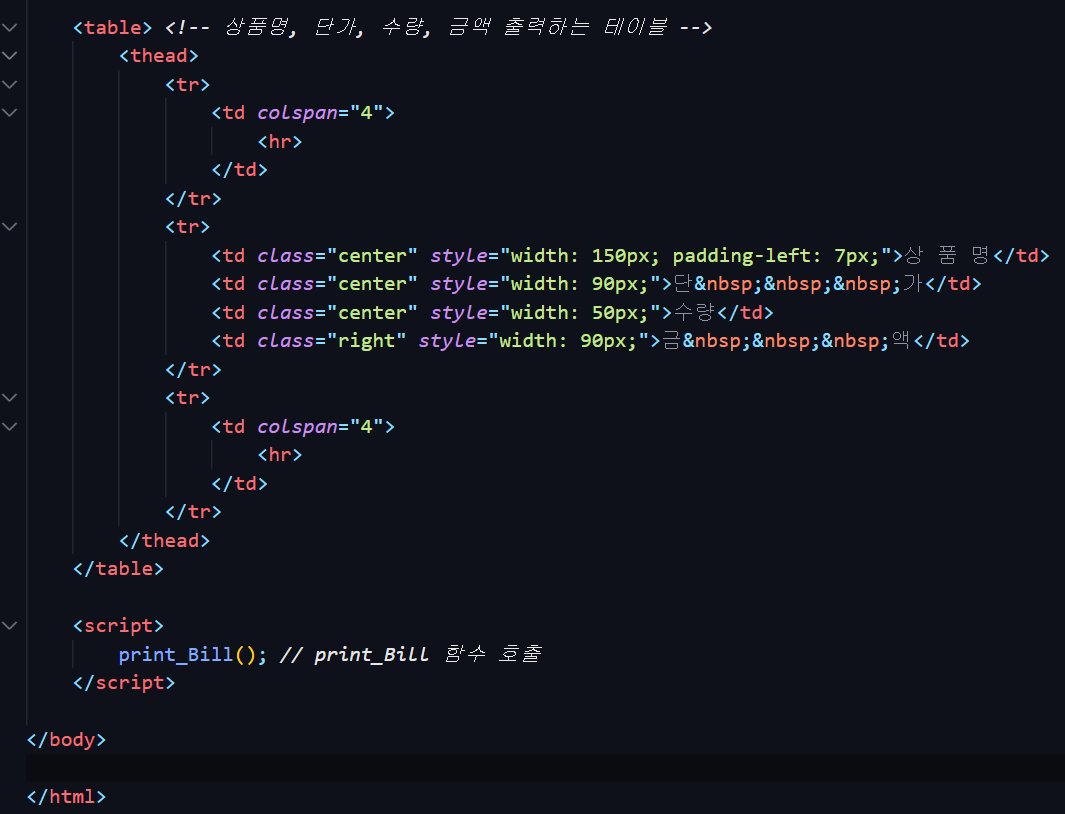 <table> <!-- 상품명, 단가, 수량, 금액 출력하는 테이블 -->
<thead>
<tr>
<td colspan="4">
<hr>
</td>
</tr>
<tr>
<td class="center" style="width: 150px; padding-left: 7px;">상 품 명</td>
<td class="center" style="width: 90px;">단&nbsp;&nbsp;&nbsp;가</td>
<td class="center" style="width: 50px;">수량</td>
<td class="right" style="width: 90px;">금&nbsp;&nbsp;&nbsp;액</td>
</tr>
<tr>
<td colspan="4">
<hr>
</td>
</tr>
</thead>
</table>
<script>
print_Bill(); // print_Bill 함수 호출
</script>
</body>
</html>